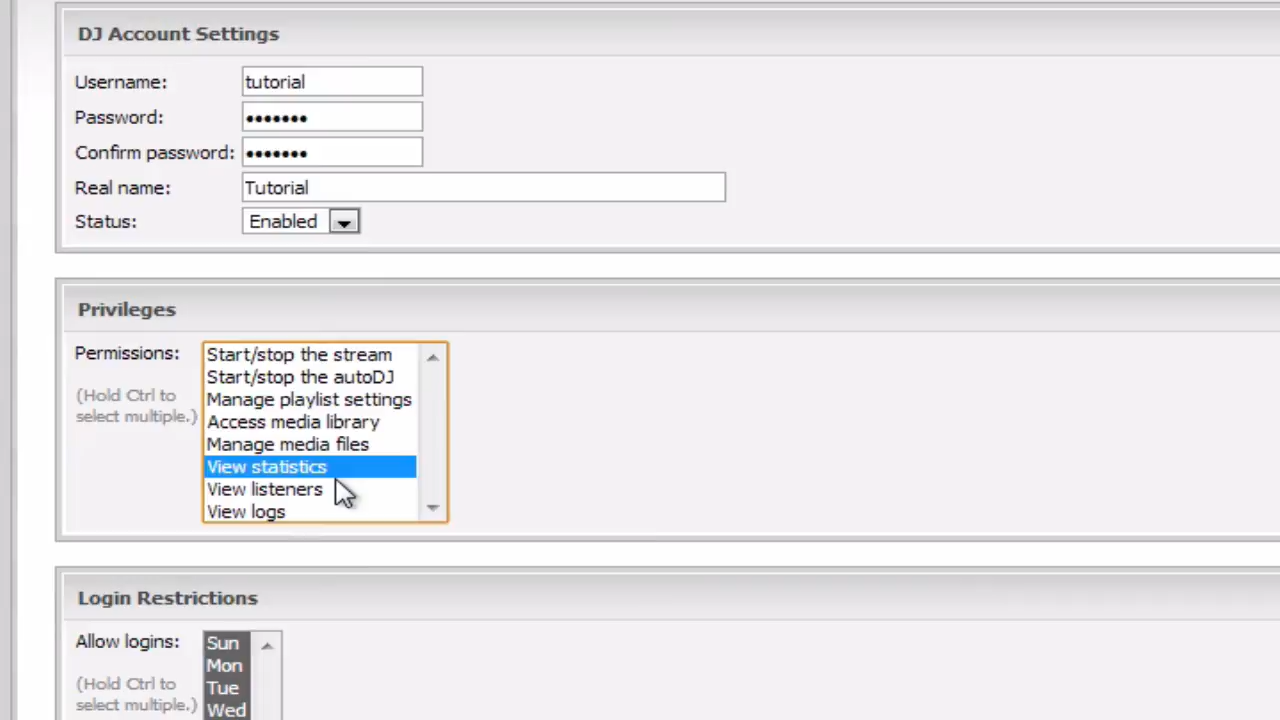 DJ Account Settings
Username: tutorial
Password: •••••••
Confirm password: •••••••
Real name: Tutorial
Status: Enabled
Privileges
Permissions:
(Hold Ctrl to
select multiple.)
Start/stop the stream
Start/stop the autoDJ
Manage playlist settings
Access media library
Manage media files
View statistics
View listeners
View logs
Login Restrictions
Allow logins:
(Hold Ctrl to
select multiple.)
Sun
Mon
Tue
Wed